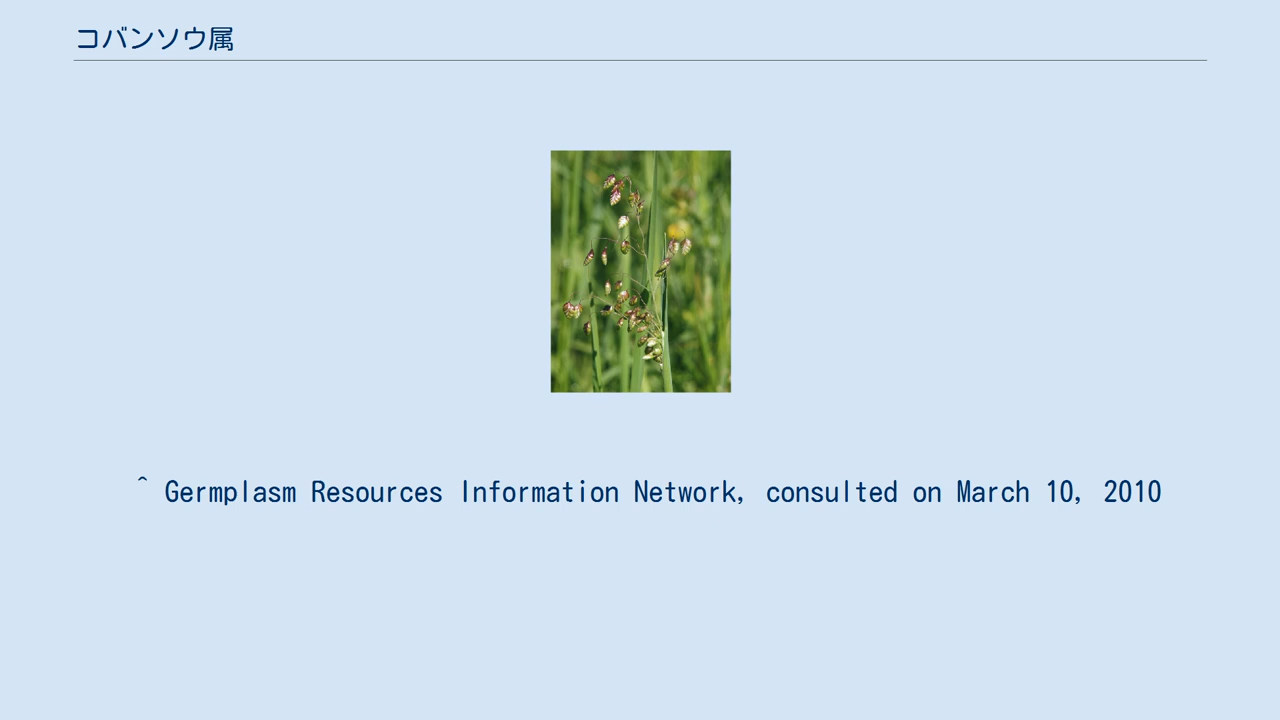 コバンソウ属
^ Germplasm Resources Information Network, consulted on March 10, 2010